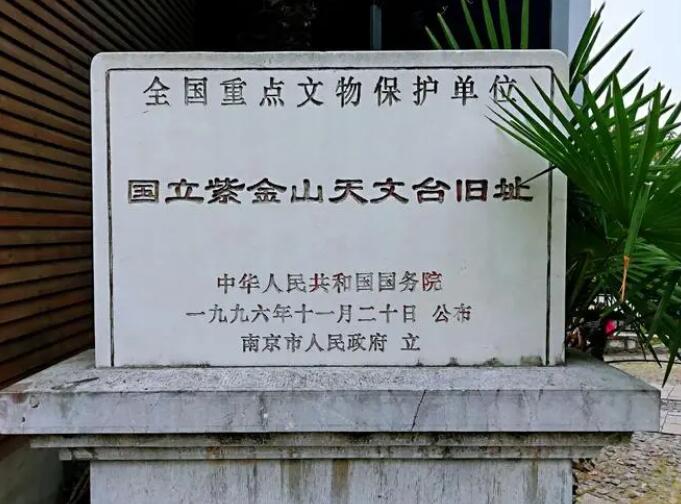 全国重点文物保护单位
国立紫金山天文台旧址
中华人民共和国国务院
一九九六年十一月二十日 公布
南京市人民政府 立